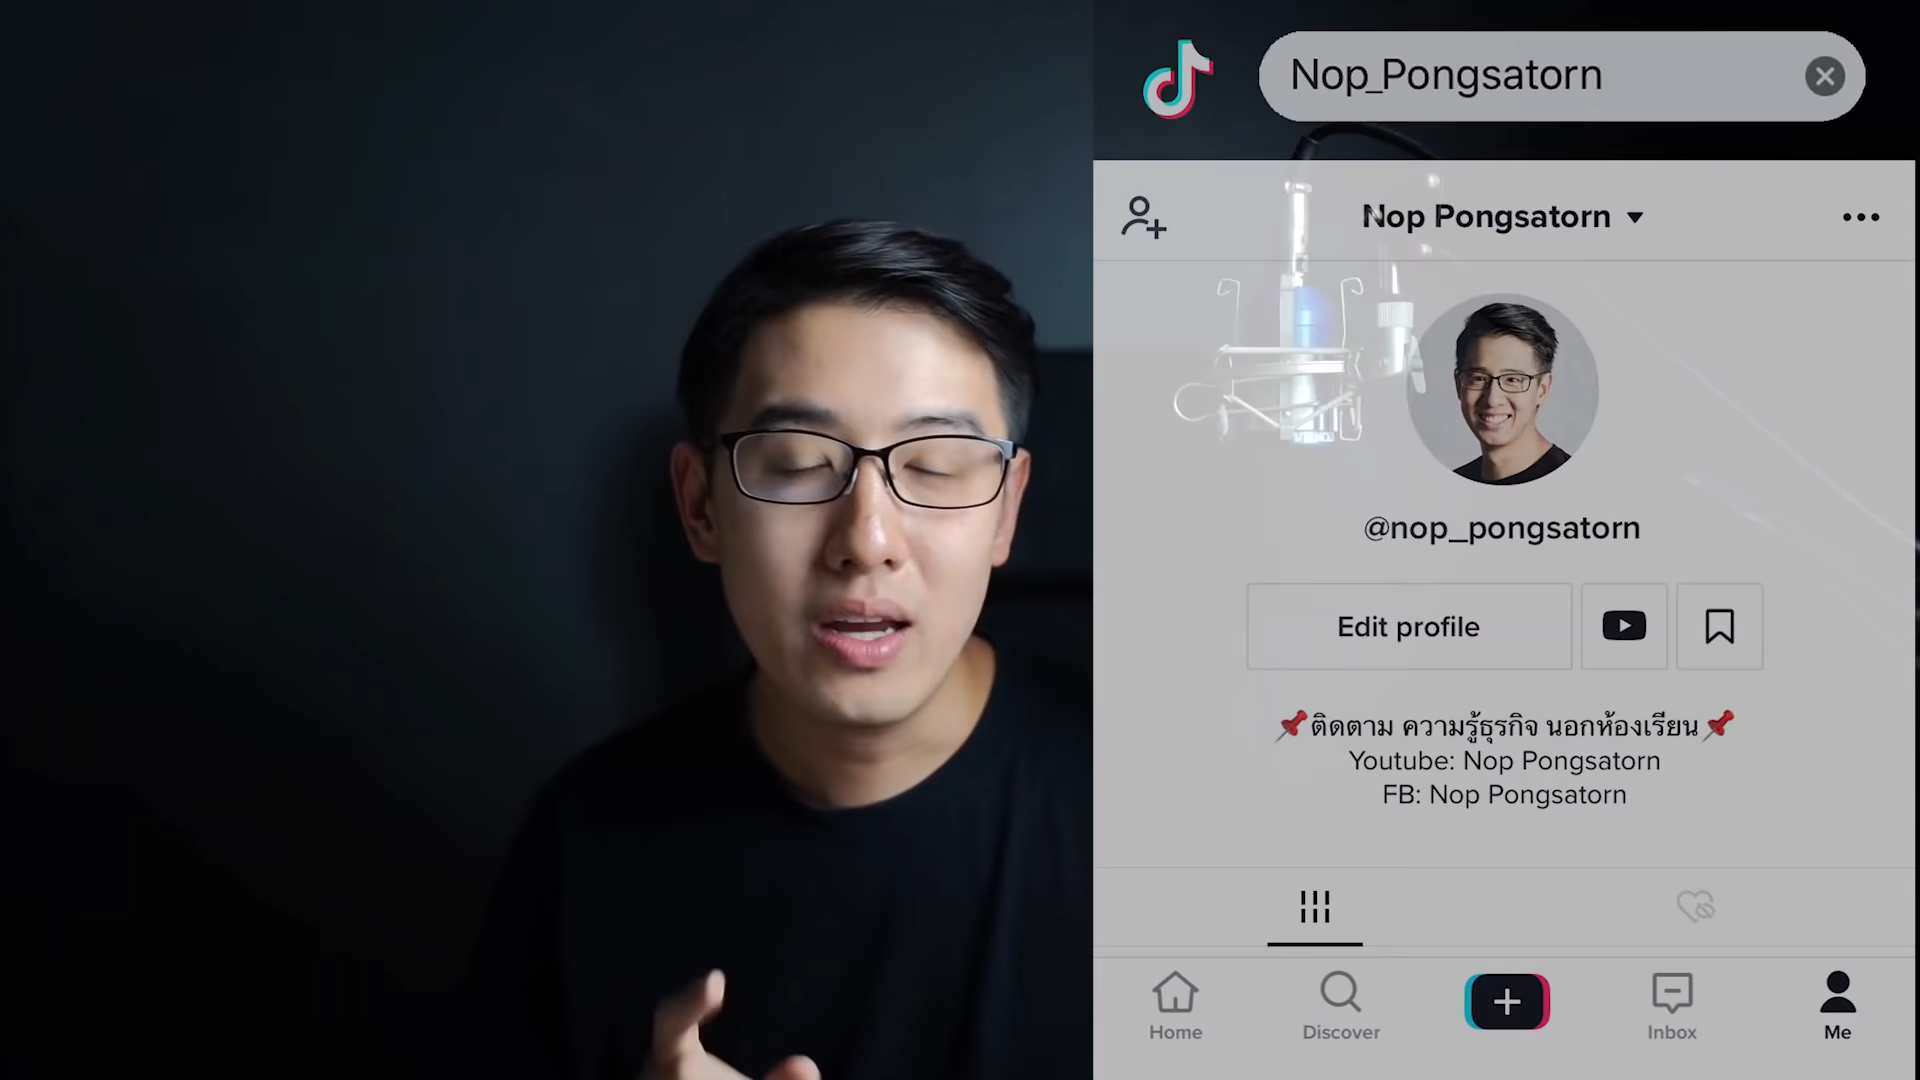 Nop_Pongsatorn
Nop Pongsatorn
@nop_pongsatorn
Edit profile
📌ติดตาม ความรู้ธุรกิจ นอกห้องเรียน📌
Youtube: Nop Pongsatorn
FB: Nop Pongsatorn
Home
Discover
Inbox
Me